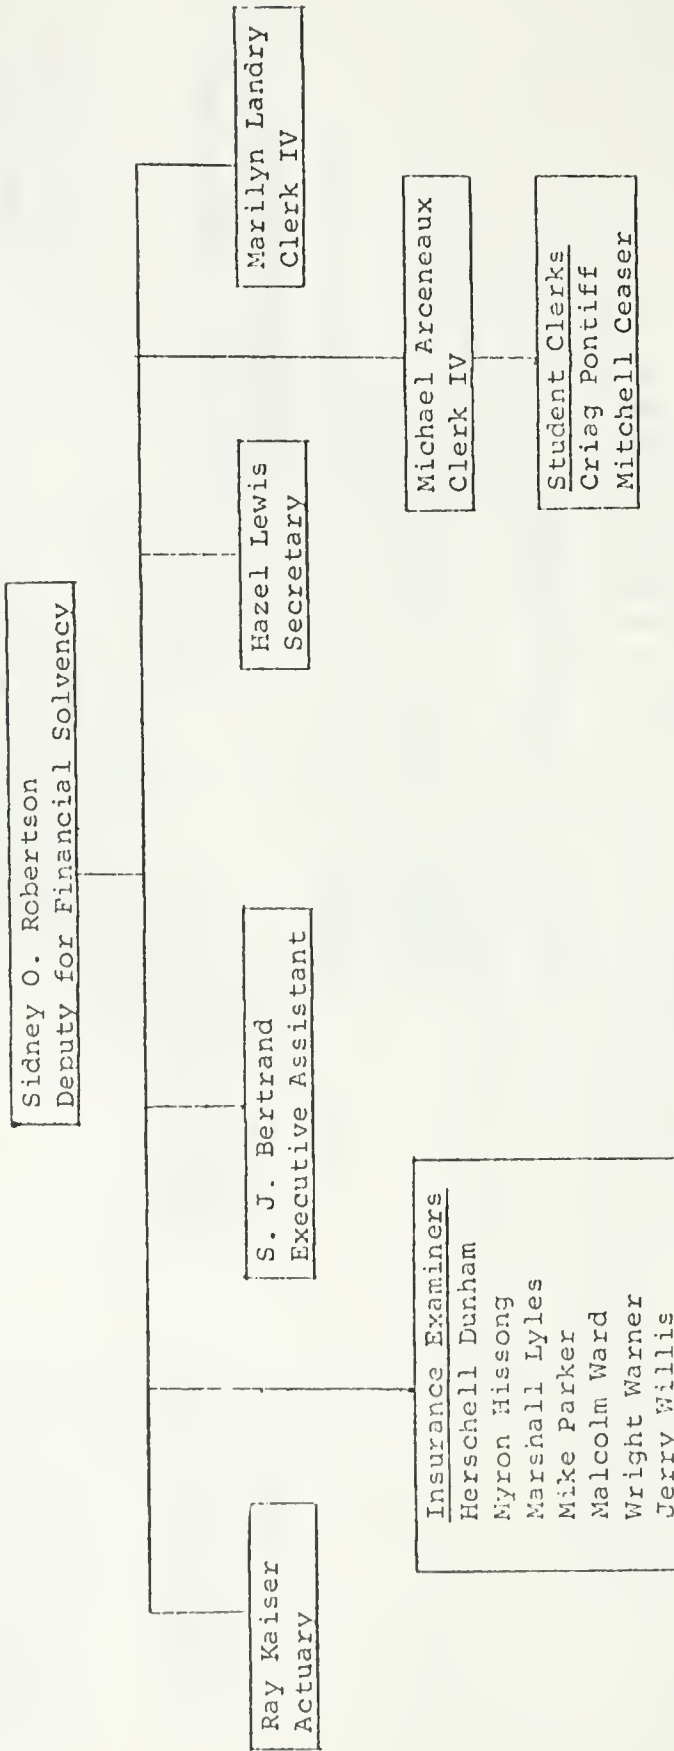 Sidney O. Robertson
Deputy for Financial Solvency
Ray Kaiser
Actuary
S. J. Bertrand
Executive Assistant
Hazel Lewis
Secretary
Marilyn Landry
Clerk IV
Insurance Examiners
Herschell Dunham
Myron Hissong
Marshall Lyles
Mike Parker
Malcolm Ward
Wright Warner
Jerry Willis
Michael Arceneaux
Clerk IV
Student Clerks
Criag Pontiff
Mitchell Ceaser